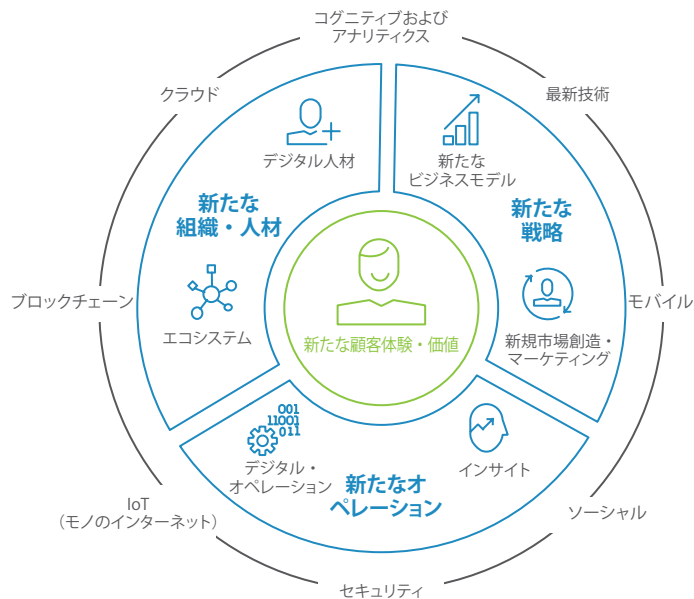 コグニティブおよび
アナリティクス
クラウド
最新技術
デジタル人材
新たな
ビジネスモデル
新たな
組織・人材
新たな
戦略
ブロックチェーン
モバイル
エコシステム
新たな顧客体験・価値
新規市場創造・
マーケティング
001
11001
011
デジタル・
オペレーション
新たなオ
ペレーション
インサイト
IoT
（モノのインターネット）
ソーシャル
セキュリティ